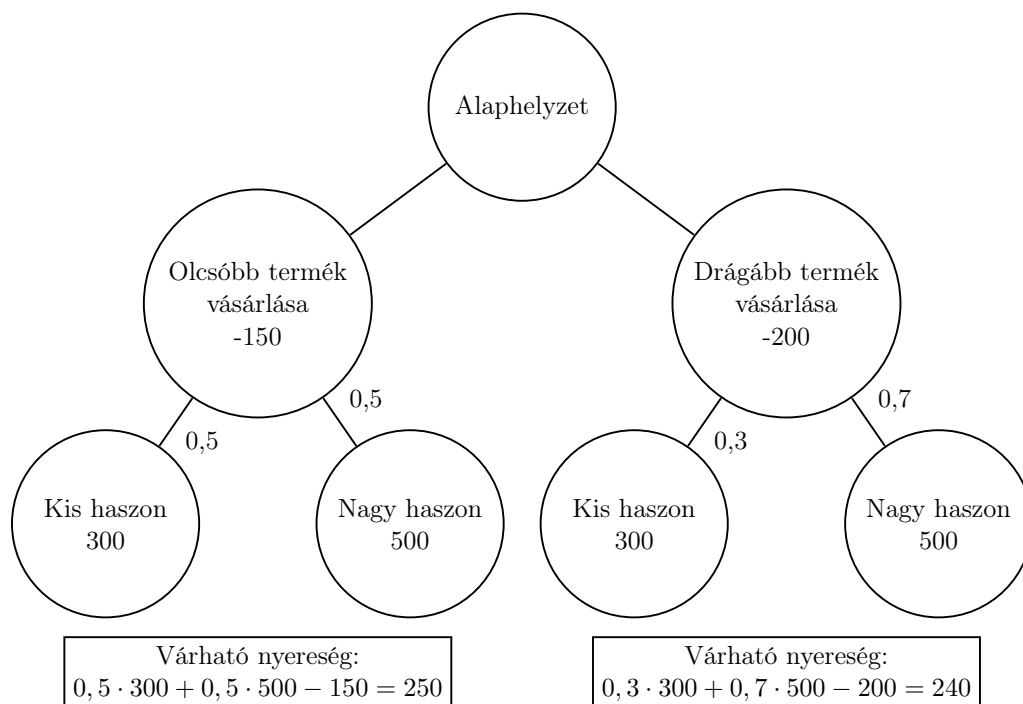 Alaphelyzet
Olcsóbb termék
vásárlása
-150
Drágább termék
vásárlása
-200
0,5
0,5
0,3
0,7
Kis haszon
300
Nagy haszon
500
Kis haszon
300
Nagy haszon
500
Várható nyereség:
0, 5 · 300 + 0, 5 · 500 − 150 = 250
Várható nyereség:
0, 3 · 300 + 0, 7 · 500 − 200 = 240